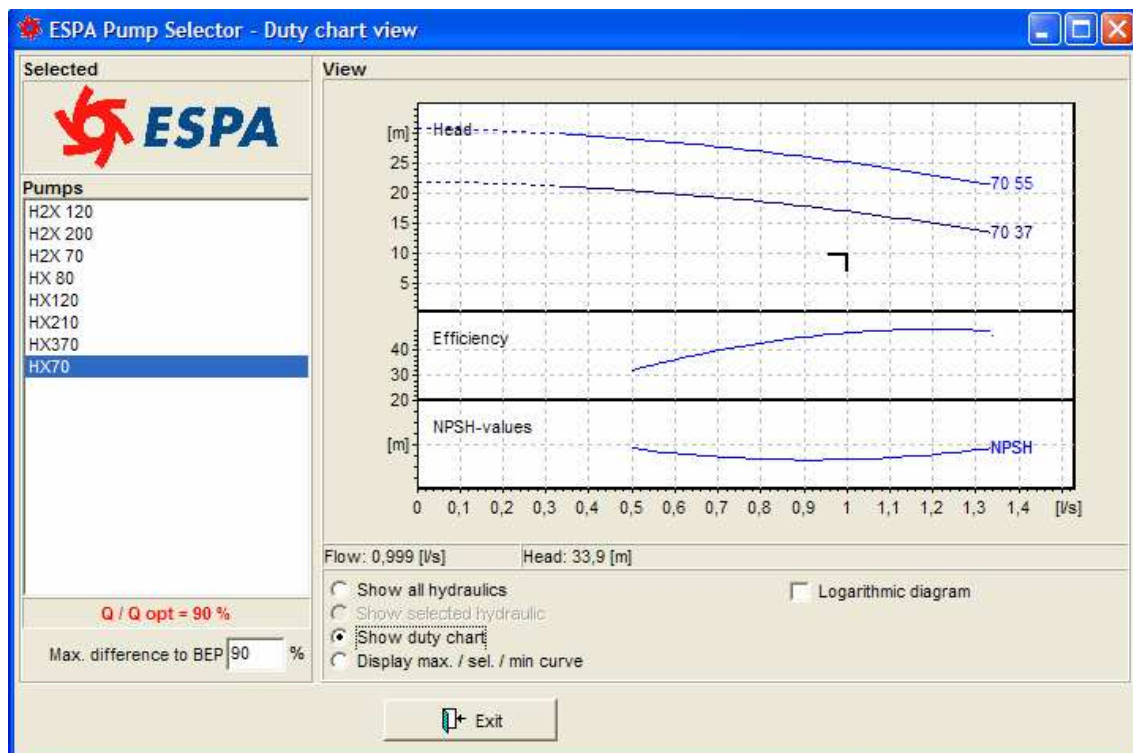 ESPA Pump Selector - Duty chart view
Selected
ESPA
Pumps
H2X 120
H2X 200
H2X 70
HX 80
HX120
HX210
HX370
HX70
Q / Q opt = 90 %
Max. difference to BEP 90 %
View
[m]
Head
25
20
15
10
5
70 55
70 37
Efficiency
40
30
20
NPSH-values
[m]
NPSH
0 0,1 0,2 0,3 0,4 0,5 0,6 0,7 0,8 0,9 1 1,1 1,2 1,3 1,4 [l/s]
Flow: 0,999 [l/s] Head: 33,9 [m]
Show all hydraulics
Show selected hydraulic
Show duty chart
Display max. / sel. / min curve
Logarithmic diagram
Exit